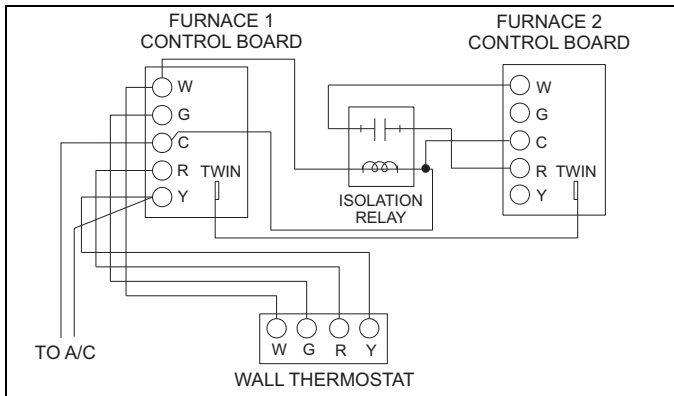 FURNACE 1
CONTROL BOARD
FURNACE 2
CONTROL BOARD
W
G
C
R
Y
TWIN
ISOLATION
RELAY
W
G
C
R
Y
TWIN
TO A/C
W G R Y
WALL THERMOSTAT